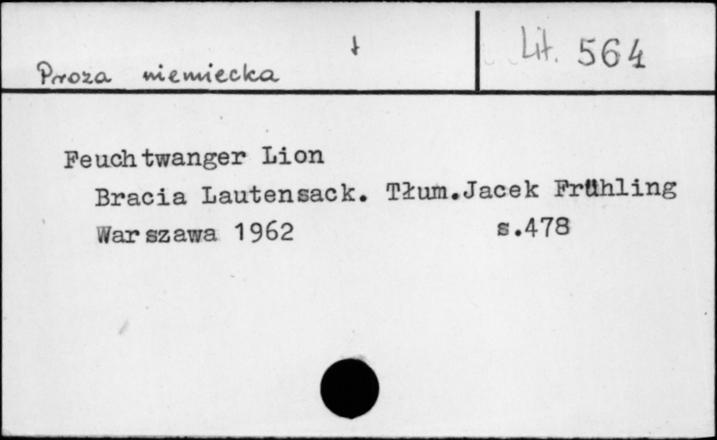 Proza niemiecka
Lit. 564
Feuchtwanger Lion
Bracia Lautensack. Tłum.Jacek Frühling
Warszawa 1962 s.478